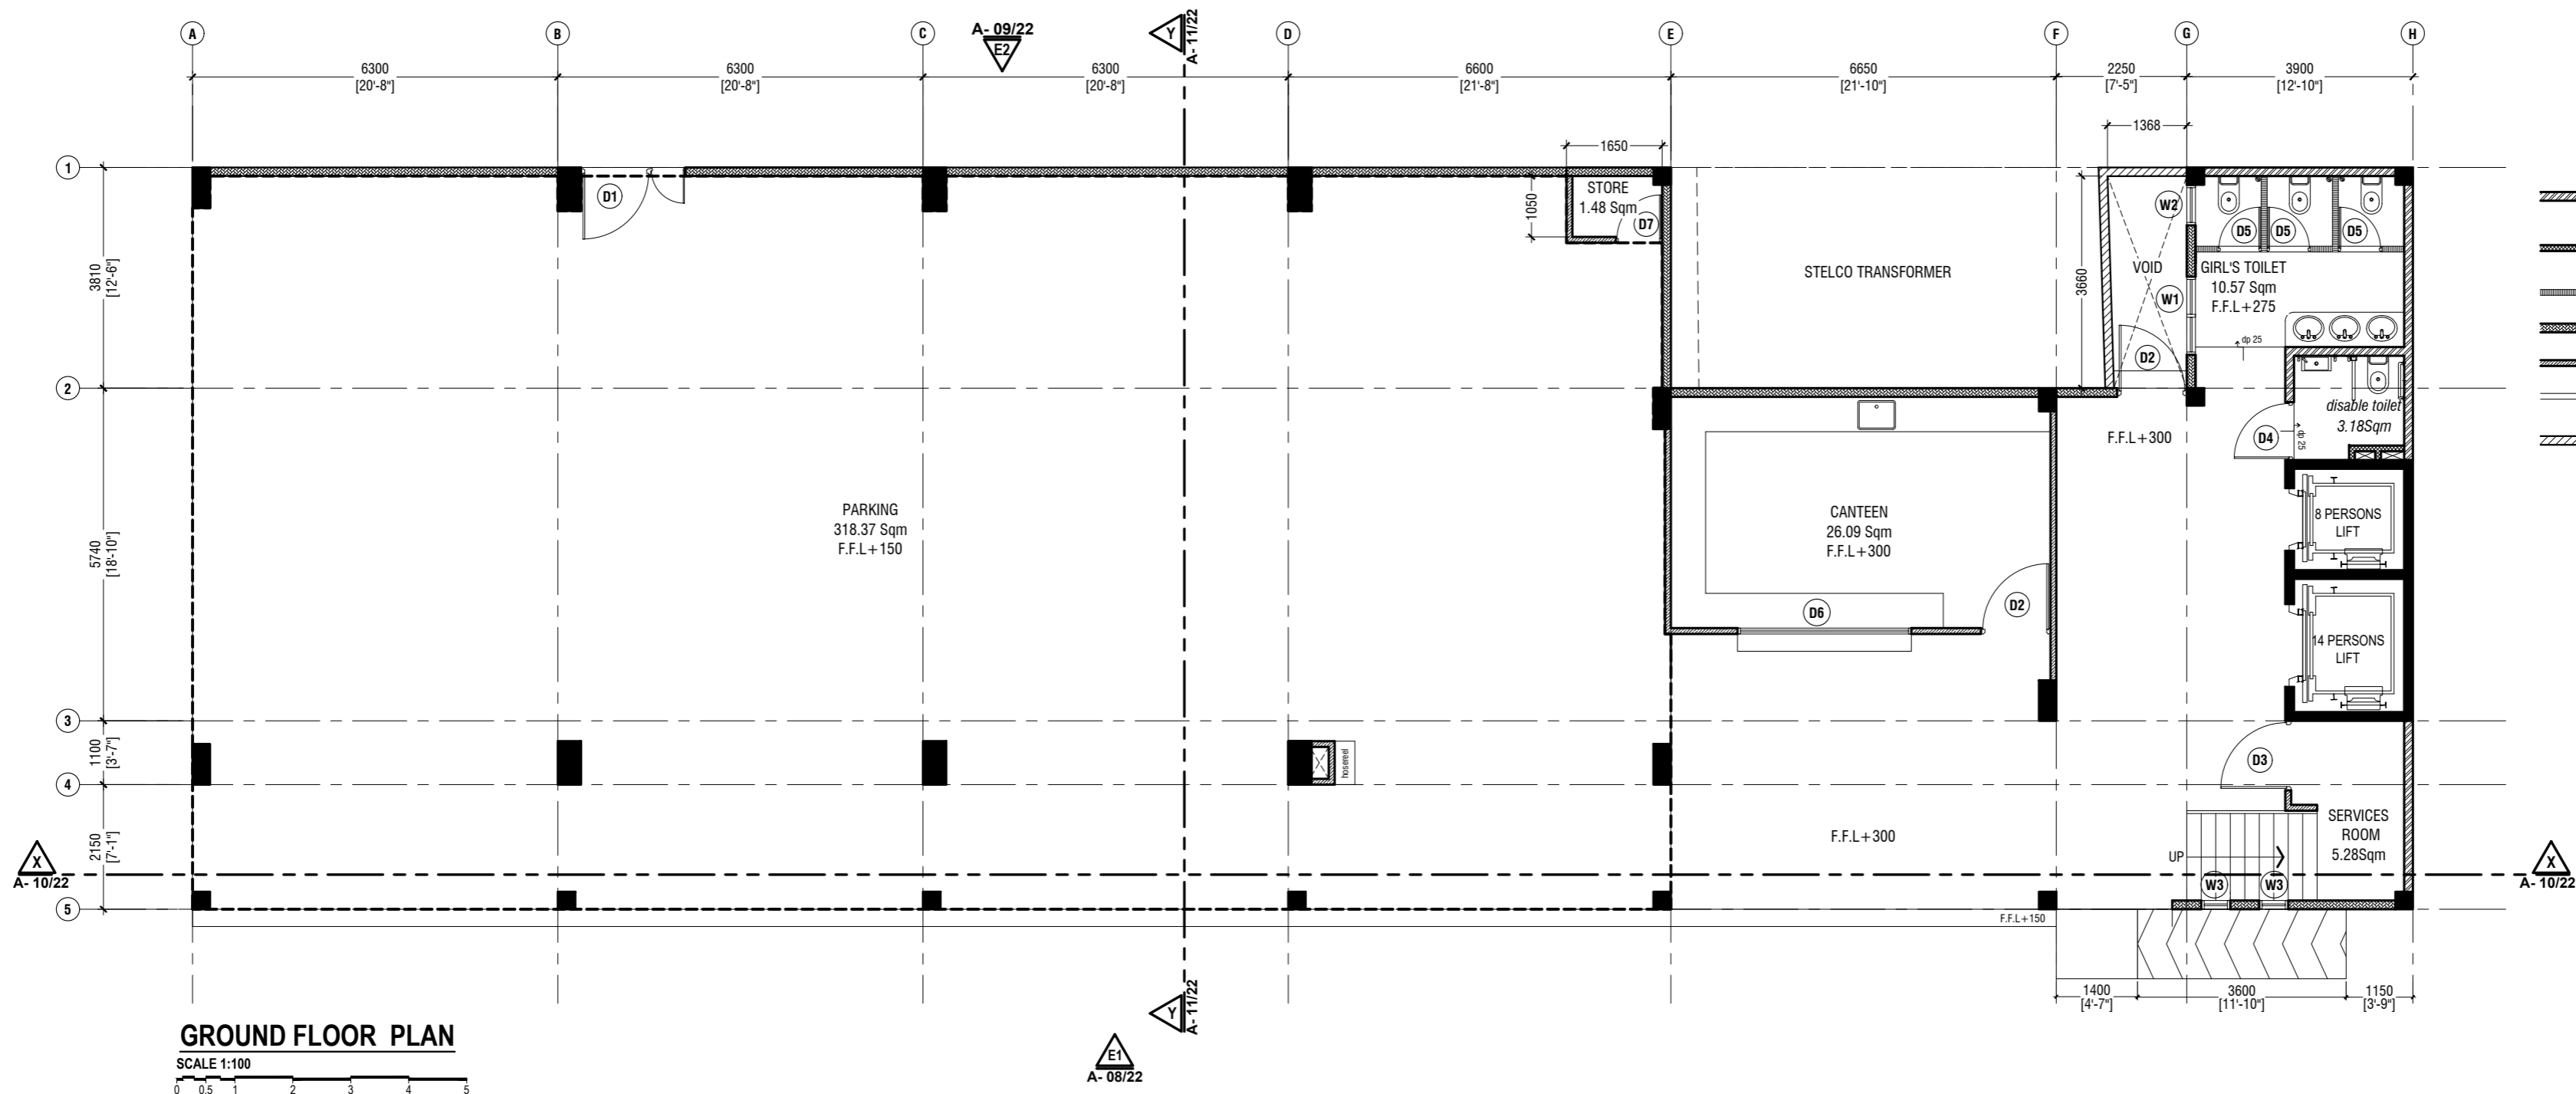 A
B
A- 09/22
E2
C
Y
A- 11/22
D
E
F
G
H
6300
[20'-8"]
6300
[20'-8"]
6300
[20'-8"]
6600
[21'-8"]
6650
[21'-10"]
2250
[7'-5"]
3900
[12'-10"]
1368
1650
1
D1
STORE
1.48 Sqm
D7
1050
W2
D5
D5
D5
3810
[12'-6"]
STELCO TRANSFORMER
3660
VOID
W1
GIRL'S TOILET
10.57 Sqm
F.F.L+275
dp 25
D2
2
disable toilet
3.18Sqm
F.F.L+300
D4
dp 25
PARKING
318.37 Sqm
F.F.L+150
CANTEEN
26.09 Sqm
F.F.L+300
8 PERSONS
LIFT
5740
[18'-10"]
D6
D2
14 PERSONS
LIFT
3
1100
[3'-7"]
hosereel
D3
4
2150
[7'-1"]
F.F.L+300
SERVICES
ROOM
5.28Sqm
UP
X
A- 10/22
W3
W3
X
A- 10/22
5
F.F.L+150
1400
[4'-7"]
3600
[11'-10"]
1150
[3'-9"]
Y
A- 11/22
GROUND FLOOR PLAN
SCALE 1:100
0 0.5 1 2 3 4 5
E1
A- 08/22